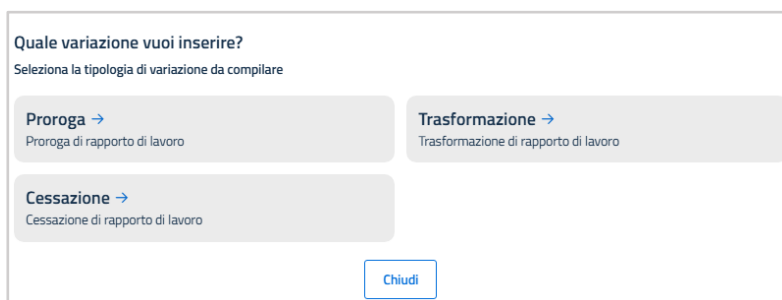 Quale variazione vuoi inserire?
Seleziona la tipologia di variazione da compilare
Proroga →
Proroga di rapporto di lavoro
Trasformazione →
Trasformazione di rapporto di lavoro
Cessazione →
Cessazione di rapporto di lavoro
Chiudi